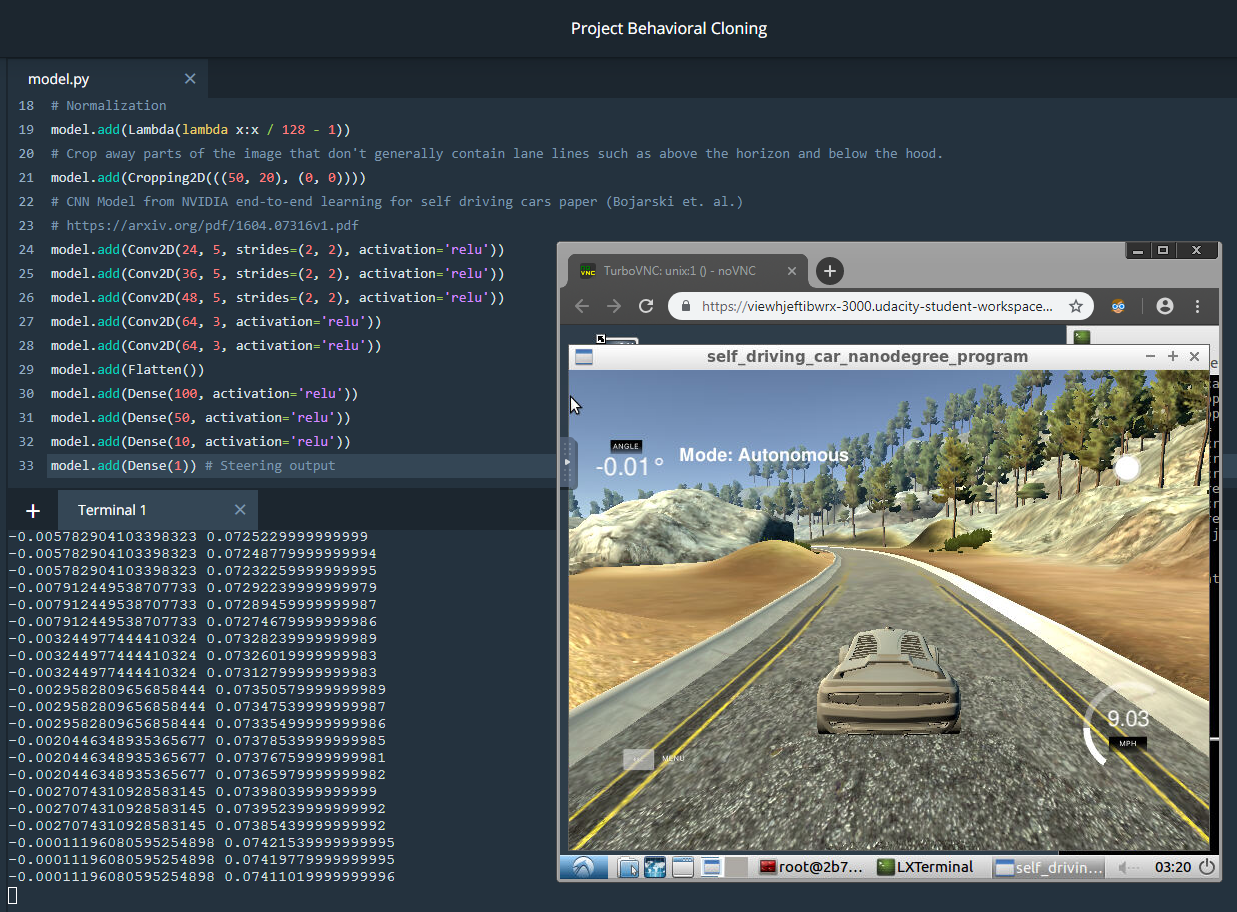 Project Behavioral Cloning
model.py
18 # Normalization
19 model.add(Lambda(lambda x:x / 128 - 1))
20 # Crop away parts of the image that don't generally contain lane lines such as above the horizon and below the hood.
21 model.add(Cropping2D(((50, 20), (0, 0))))
22 # CNN Model from NVIDIA end-to-end learning for self driving cars paper (Bojarski et. al.)
23 # https://arxiv.org/pdf/1604.07316v1.pdf
24 model.add(Conv2D(24, 5, strides=(2, 2), activation='relu'))
25 model.add(Conv2D(36, 5, strides=(2, 2), activation='relu'))
26 model.add(Conv2D(48, 5, strides=(2, 2), activation='relu'))
27 model.add(Conv2D(64, 3, activation='relu'))
28 model.add(Conv2D(64, 3, activation='relu'))
29 model.add(Flatten())
30 model.add(Dense(100, activation='relu'))
31 model.add(Dense(50, activation='relu'))
32 model.add(Dense(10, activation='relu'))
33 model.add(Dense(1)) # Steering output
Terminal 1
-0.005782904103398323 0.0725229999999999
-0.005782904103398323 0.07248779999999994
-0.005782904103398323 0.07232259999999995
-0.007912449538707733 0.07292239999999979
-0.007912449538707733 0.07289459999999987
-0.007912449538707733 0.07274679999999986
-0.003244977444410324 0.07328239999999989
-0.003244977444410324 0.07326019999999983
-0.003244977444410324 0.07312799999999983
-0.0029582809656858444 0.07350579999999989
-0.0029582809656858444 0.07347539999999987
-0.0029582809656858444 0.07335499999999986
-0.0020446348935365677 0.07378539999999985
-0.0020446348935365677 0.07376759999999981
-0.0020446348935365677 0.07365979999999982
-0.0027074310928583145 0.0739803999999999
-0.0027074310928583145 0.07395239999999992
-0.0027074310928583145 0.07385439999999992
-0.00011196080595254898 0.07421539999999995
-0.00011196080595254898 0.07419779999999995
-0.00011196080595254898 0.07411019999999996
VNC TurboVNC: unix:1 () - noVNC
https://viewhjeftibwrx-3000.udacity-student-workspace...
self_driving_car_nanodegree_program
ANGLE
-0.01°
Mode: Autonomous
9.03
MPH
MENU
root@2b7...
LXTerminal
self_drivin...
03:20